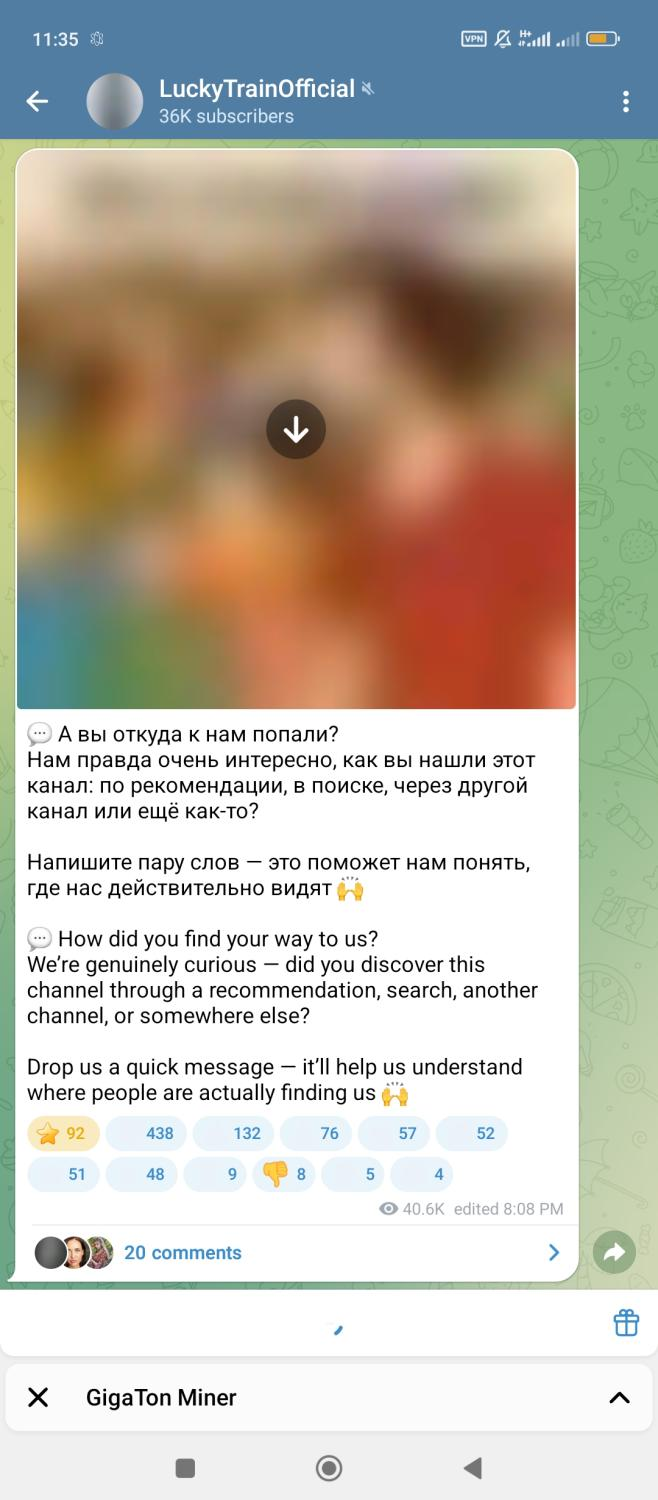 11:35
VPN H+
LuckyTrainOfficial
36K subscribers
💬 А вы откуда к нам попали?
Нам правда очень интересно, как вы нашли этот
канал: по рекомендации, в поиске, через другой
канал или ещё как-то?
Напишите пару слов — это поможет нам понять,
где нас действительно видят 🙌
💬 How did you find your way to us?
We’re genuinely curious — did you discover this
channel through a recommendation, search, another
channel, or somewhere else?
Drop us a quick message — it’ll help us understand
where people are actually finding us 🙌
⭐ 92 438 132 76 57 52
51 48 9 👎 8 5 4
40.6K edited 8:08 PM
20 comments
GigaTon Miner